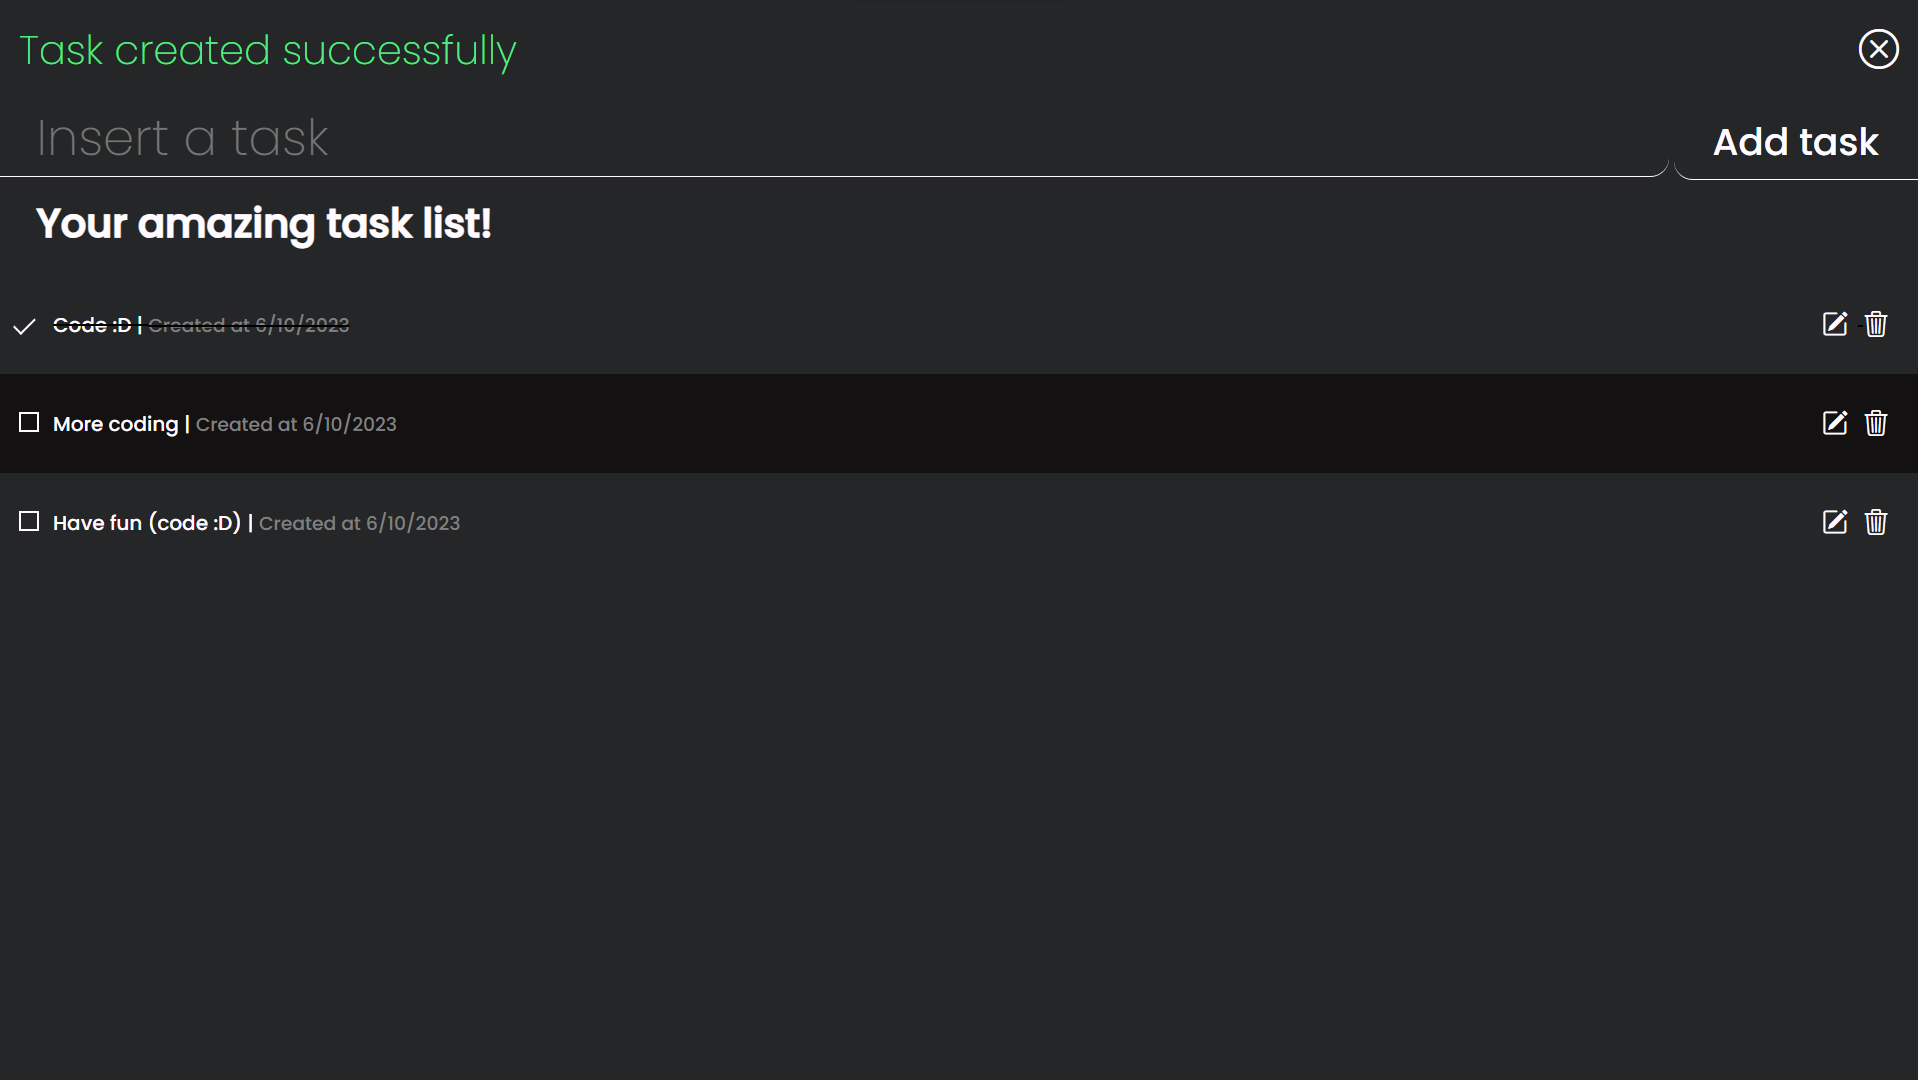 Task created successfully
Insert a task
Add task
Your amazing task list!
Code :D | Created at 6/10/2023
More coding | Created at 6/10/2023
Have fun (code :D) | Created at 6/10/2023